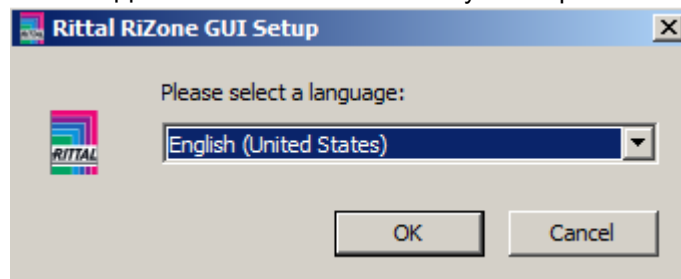 Rittal RiZone GUI Setup
Please select a language:
RITTAL
English (United States)
OK Cancel